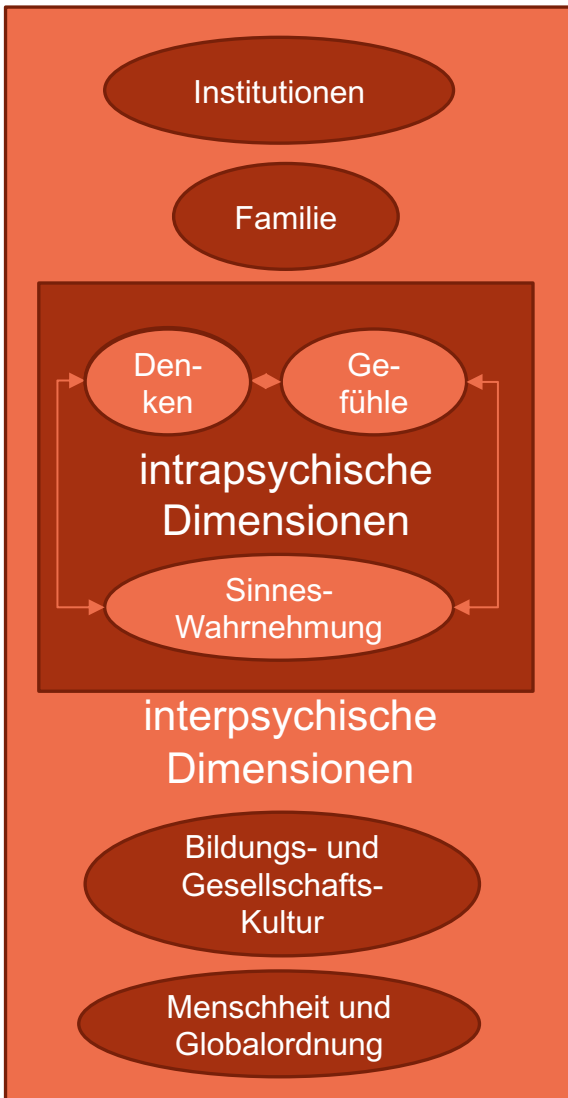 Institutionen
Familie
Den-
ken
Ge-
fühle
intrapsychische
Dimensionen
Sinnes-
Wahrnehmung
interpsychische
Dimensionen
Bildungs- und
Gesellschafts-
Kultur
Menschheit und
Globalordnung